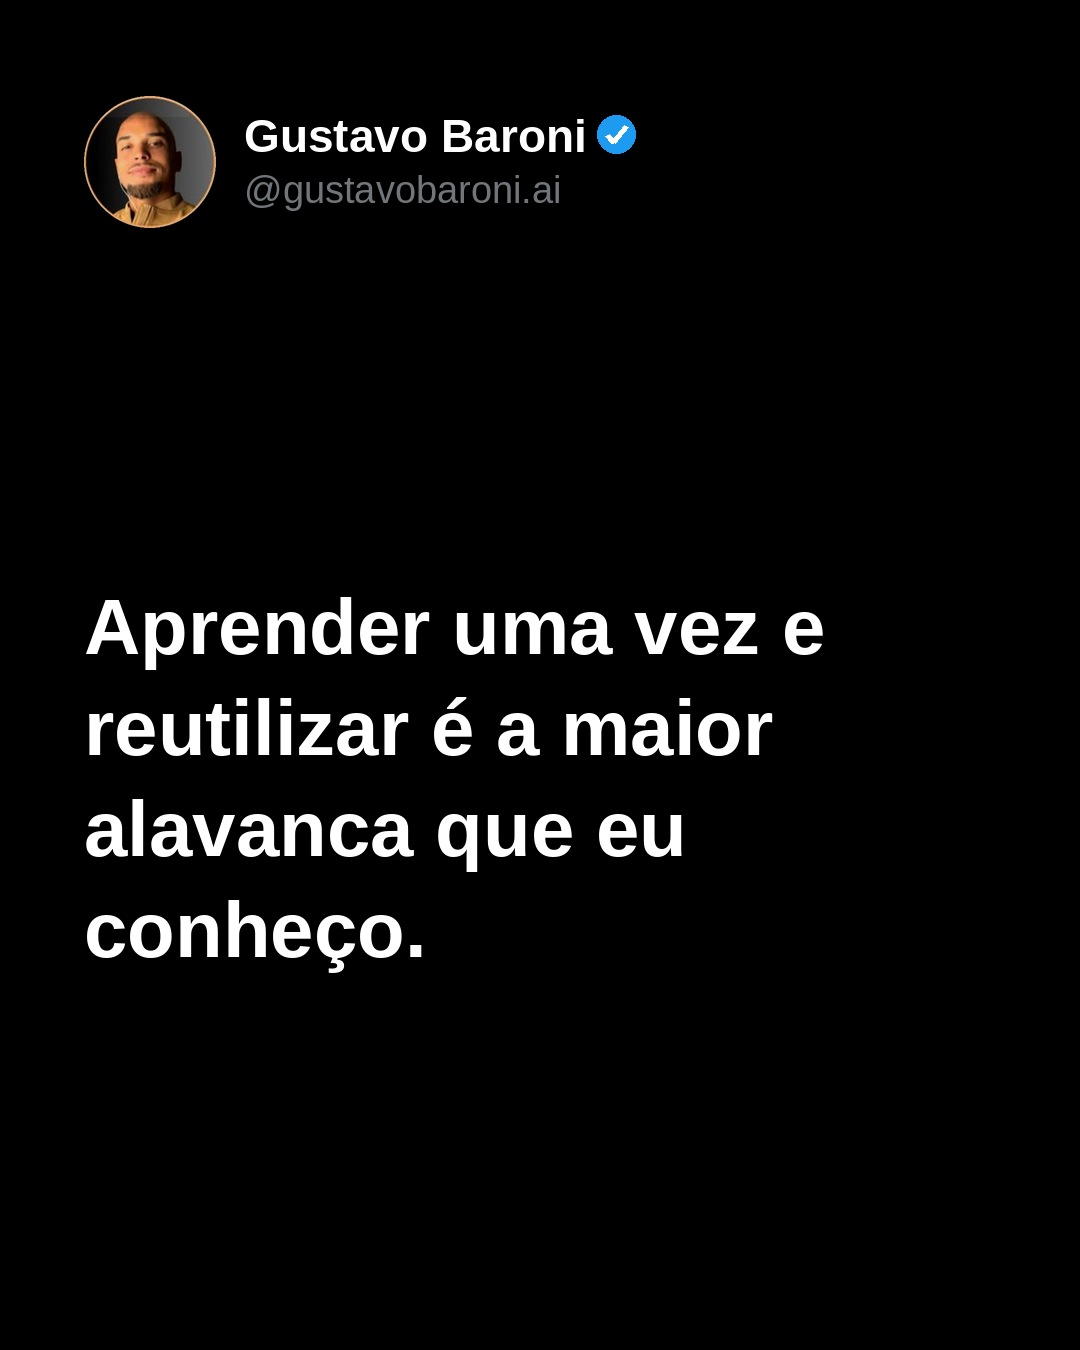 Gustavo Baroni
@gustavobaroni.ai
Aprender uma vez e
reutilizar é a maior
alavanca que eu
conheço.